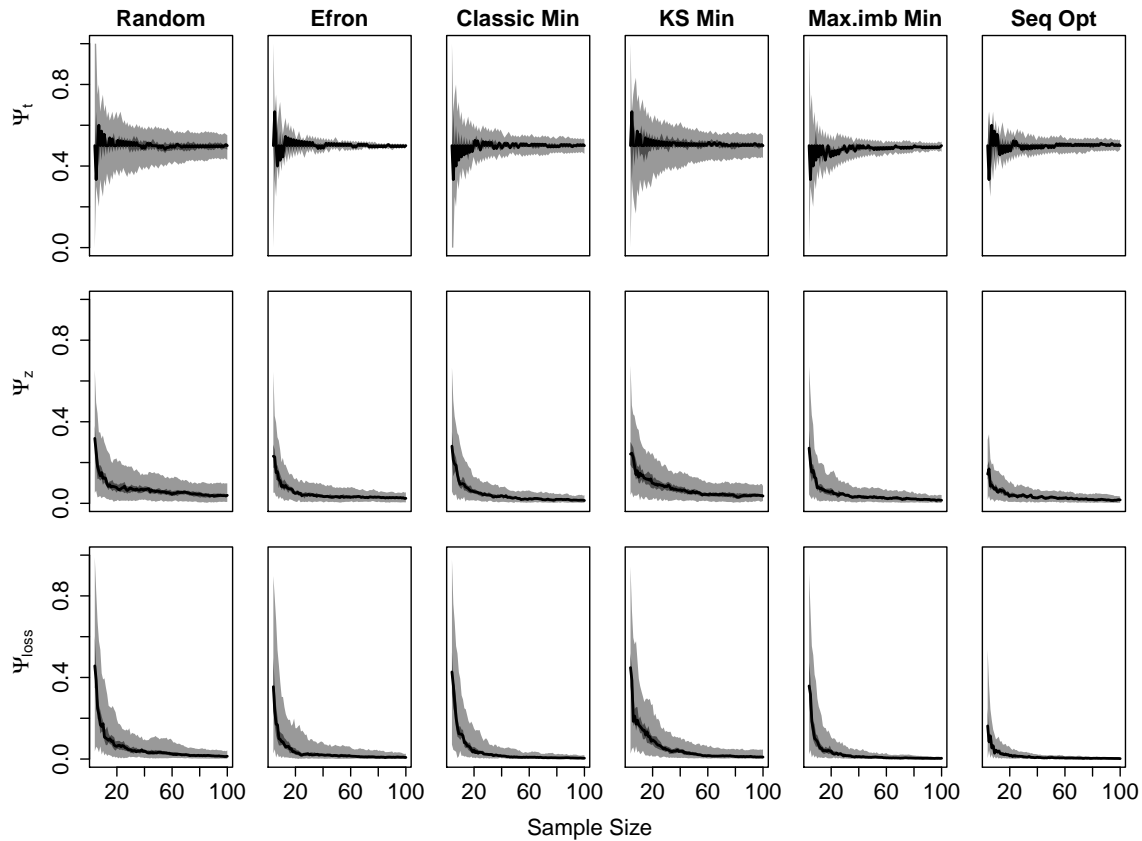 Random Efron Classic Min KS Min Max.imb Min Seq Opt
Ψt
0.0 0.4 0.8
Ψz
0.0 0.4 0.8
Ψloss
0.0 0.4 0.8
20 60 100 20 60 100 20 60 100 20 60 100 20 60 100 20 60 100
Sample Size